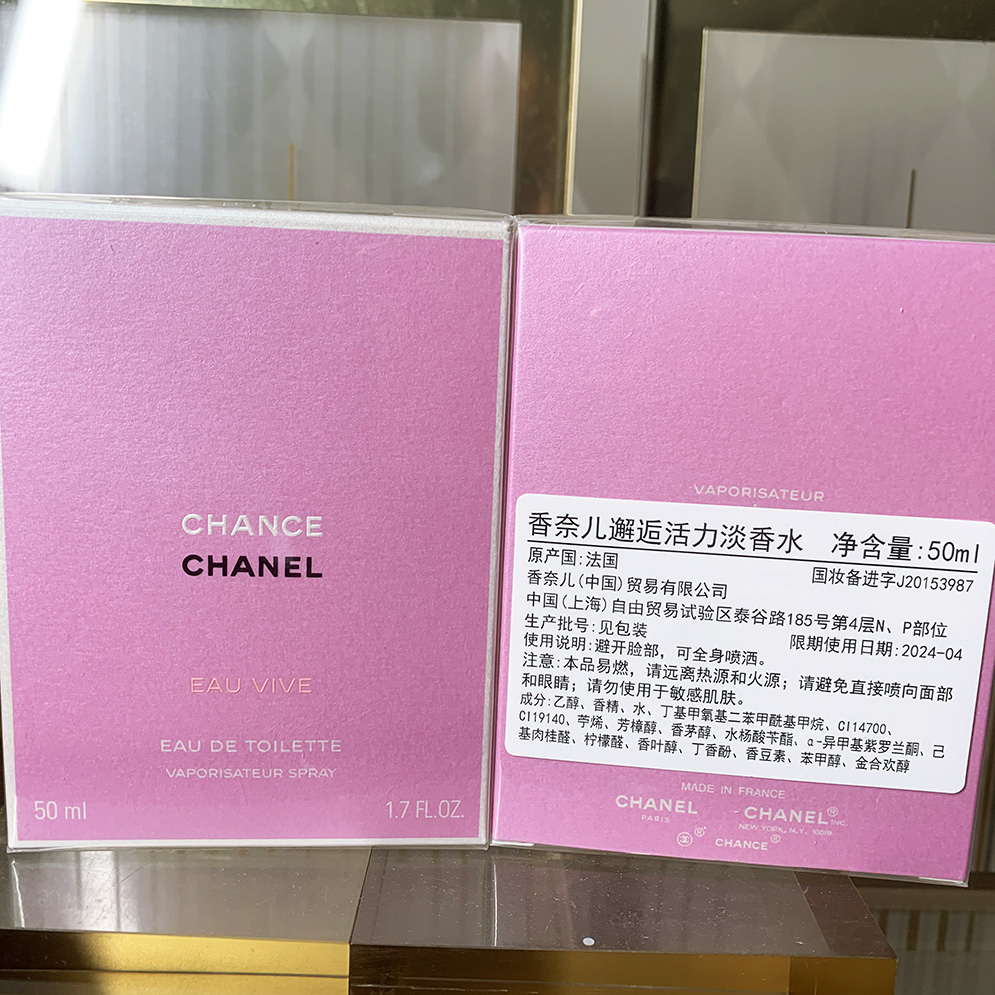 CHANCE
CHANEL
EAU VIVE
EAU DE TOILETTE
VAPORISATEUR SPRAY
50 ml 1.7 FL.OZ.
VAPORISATEUR
香奈儿邂逅活力淡香水 净含量:50ml
原产国:法国 国妆备进字J20153987
香奈儿(中国)贸易有限公司
中国(上海)自由贸易试验区泰谷路185号第4层N、P部位
生产批号:见包装 限期使用日期:2024-04
使用说明:避开脸部，可全身喷洒。
注意:本品易燃，请远离热源和火源；请避免直接喷向面部
和眼睛；请勿使用于敏感肌肤。
成分:乙醇、香精、水、丁基甲氧基二苯甲酰基甲烷、CI14700、
CI19140、苧烯、芳樟醇、香茅醇、水杨酸苄酯、α-异甲基紫罗兰酮、己
基肉桂醛、柠檬醛、香叶醇、丁香酚、香豆素、苯甲醇、金合欢醇
MADE IN FRANCE
CHANEL - CHANEL® INC.
PARIS NEW YORK, N.Y. 10019
® CHANCE®